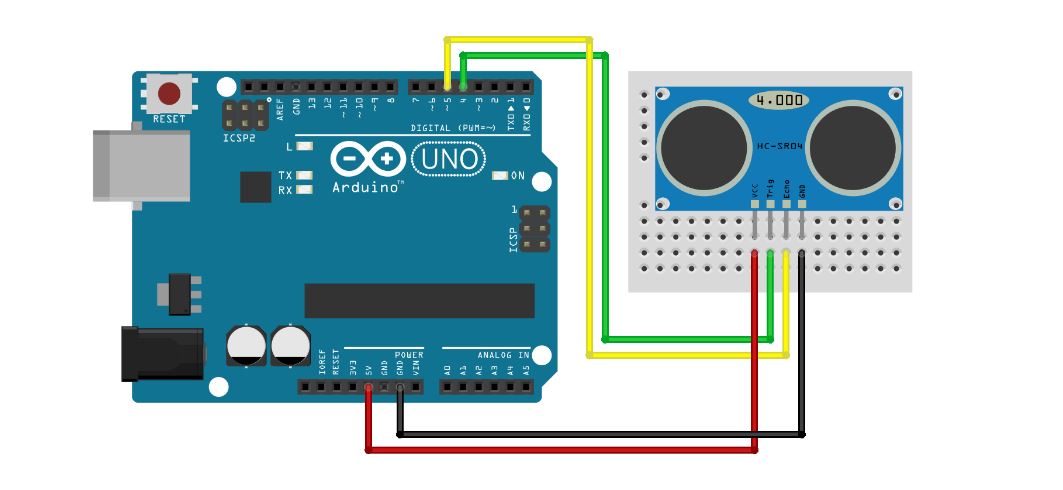 RESET
ICSP2
AREF
GND
13
12
~11
~10
~9
8
7
~6
~5
4
~3
2
TXD▶1
RXD◀0
DIGITAL (PWM=~)
L
TX
RX
Arduino™
UNO
ON
1
ICSP
IOREF
RESET
3V3
5V
GND
GND
VIN
POWER
ANALOG IN
A0
A1
A2
A3
A4
A5
4.000
HC-SR04
VCC
Trig
Echo
GND